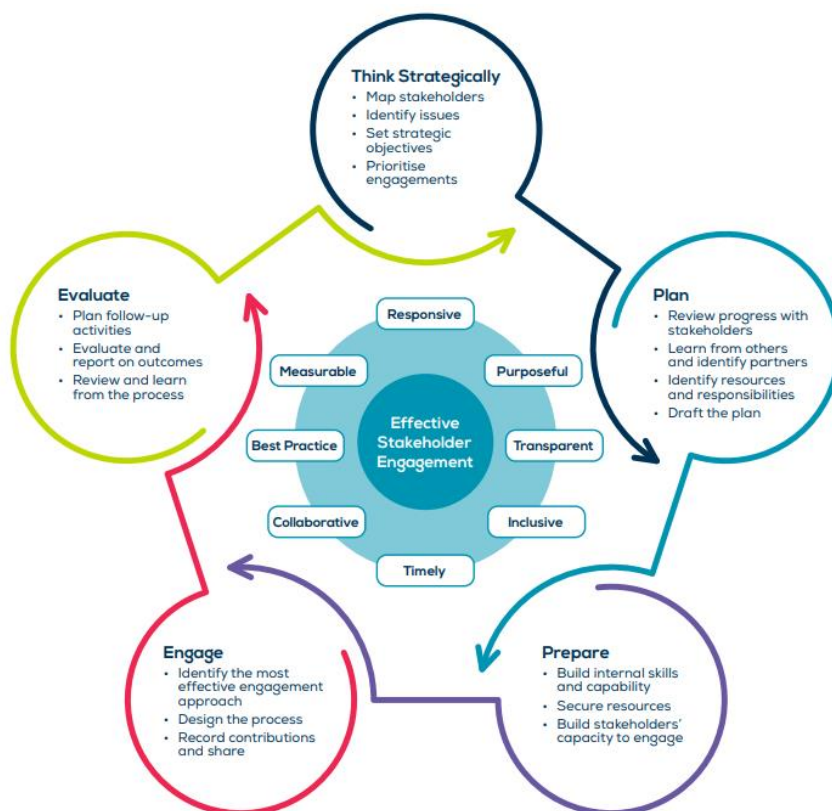 Think Strategically
• Map stakeholders
• Identify issues
• Set strategic
objectives
• Prioritise
engagements
Plan
• Review progress with
stakeholders
• Learn from others
and identify partners
• Identify resources
and responsibilities
• Draft the plan
Prepare
• Build internal skills
and capability
• Secure resources
• Build stakeholders’
capacity to engage
Engage
• Identify the most
effective engagement
approach
• Design the process
• Record contributions
and share
Evaluate
• Plan follow-up
activities
• Evaluate and
report on outcomes
• Review and learn
from the process
Responsive
Purposeful
Transparent
Inclusive
Timely
Collaborative
Best Practice
Measurable
Effective
Stakeholder
Engagement